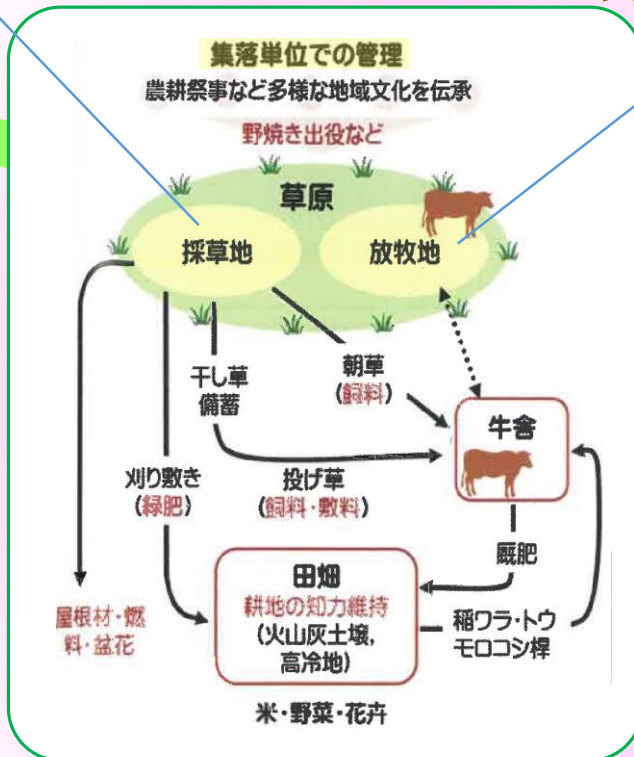 集落単位での管理
農耕祭事など多様な地域文化を伝承
野焼き出役など
草原
採草地
放牧地
干し草
備蓄
朝草
(飼料)
牛舎
刈り敷き
(緑肥)
投げ草
(飼料・敷料)
厩肥
屋根材・燃
料・盆花
田畑
耕地の知力維持
(火山灰土壌,
高冷地)
稲ワラ・トウ
モロコシ桿
米・野菜・花卉